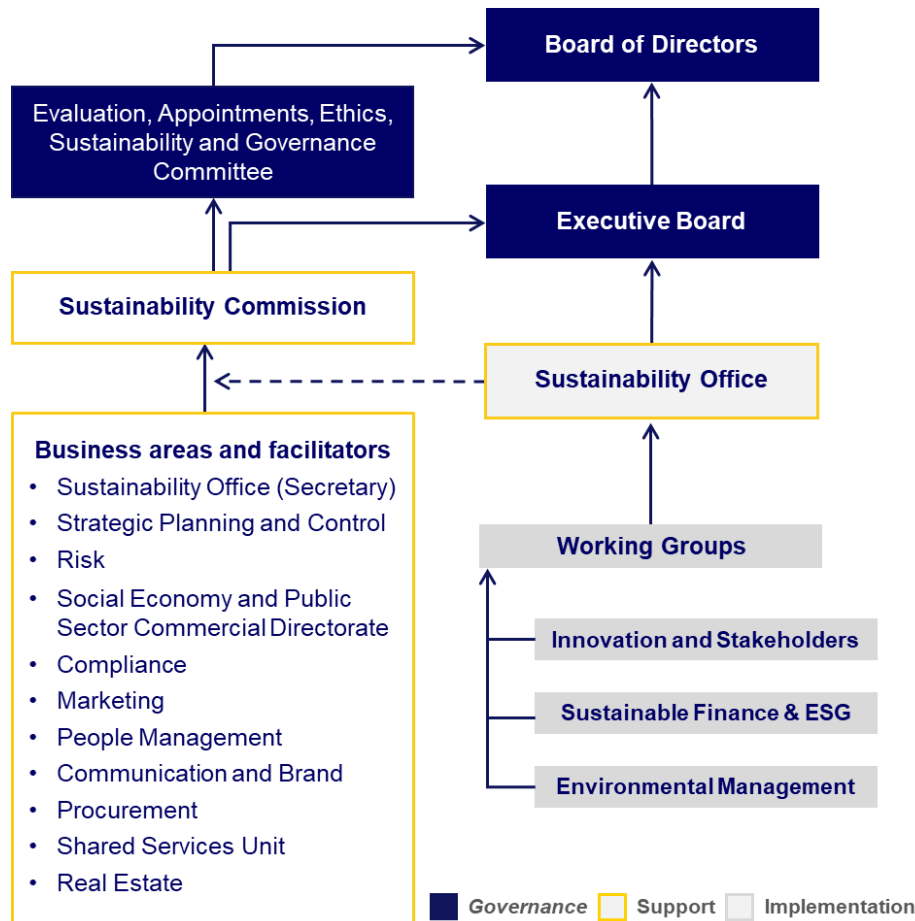 Board of Directors
Evaluation, Appointments, Ethics,
Sustainability and Governance
Committee
Executive Board
Sustainability Commission
Sustainability Office
Business areas and facilitators
• Sustainability Office (Secretary)
• Strategic Planning and Control
• Risk
• Social Economy and Public
Sector Commercial Directorate
• Compliance
• Marketing
• People Management
• Communication and Brand
• Procurement
• Shared Services Unit
• Real Estate
Working Groups
Innovation and Stakeholders
Sustainable Finance & ESG
Environmental Management
Governance Support Implementation